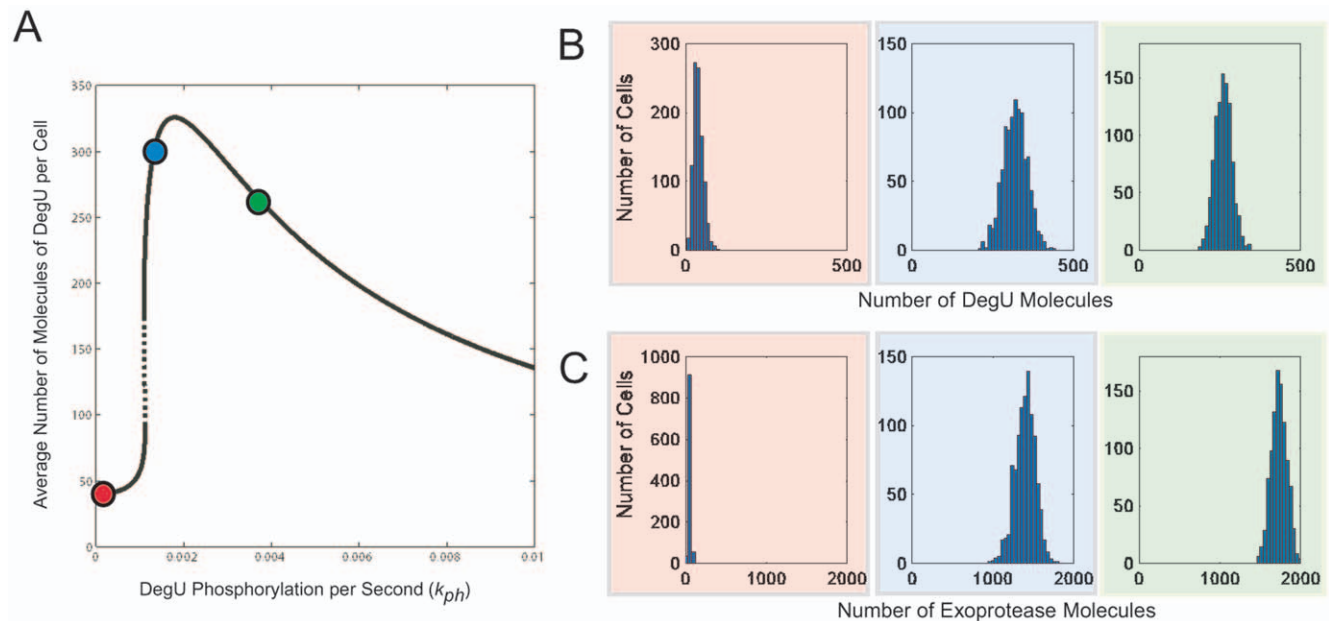 A
350
300
250
200
150
100
50
0
0 0.002 0.004 0.006 0.008 0.01
Average Number of Molecules of DegU per Cell
DegU Phosphorylation per Second (kph)
B
Number of Cells
300
200
100
0
0 500
150
100
50
0
0 500
150
100
50
0
0 500
Number of DegU Molecules
C
Number of Cells
1000
800
600
400
200
0
0 1000 2000
150
100
50
0
0 1000 2000
150
100
50
0
0 1000 2000
Number of Exoprotease Molecules